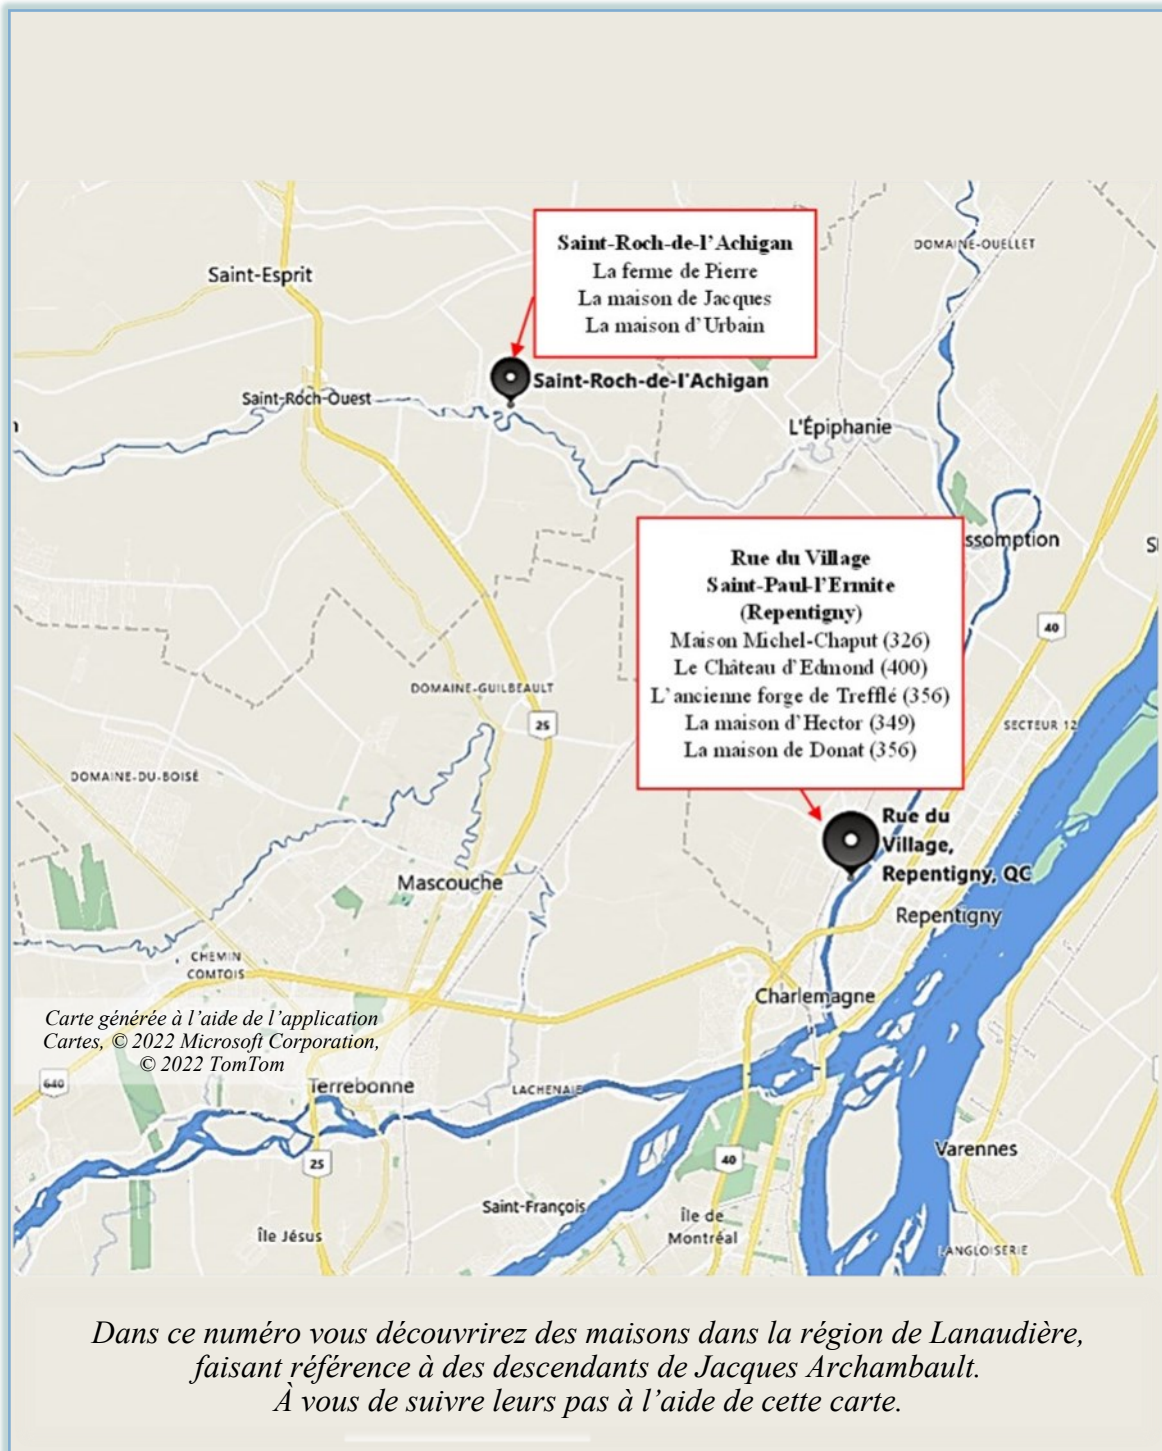 Saint-Roch-de-l'Achigan
La ferme de Pierre
La maison de Jacques
La maison d'Urbain
DOMAINE-OUELLET
Saint-Esprit
Saint-Roch-de-l'Achigan
Saint-Roch-Ouest
L'Épiphanie
ssomption
Rue du Village
Saint-Paul-l'Ermite
(Repentigny)
Maison Michel-Chaput (326)
Le Château d'Edmond (400)
L'ancienne forge de Trefflé (356)
La maison d'Hector (349)
La maison de Donat (356)
40
DOMAINE-GUILBEAULT
25
SECTEUR 12
DOMAINE-DU-BOISÉ
Rue du
Village,
Repentigny, QC
Mascouche
Repentigny
CHEMIN
COMTOIS
Charlemagne
Carte générée à l'aide de l'application
Cartes, © 2022 Microsoft Corporation,
© 2022 TomTom
640
Terrebonne
LACHENAIE
25
40
Varennes
Saint-François
Île de
Montréal
Île Jésus
LANGLOISERIE
Dans ce numéro vous découvrirez des maisons dans la région de Lanaudière,
faisant référence à des descendants de Jacques Archambault.
À vous de suivre leurs pas à l'aide de cette carte.